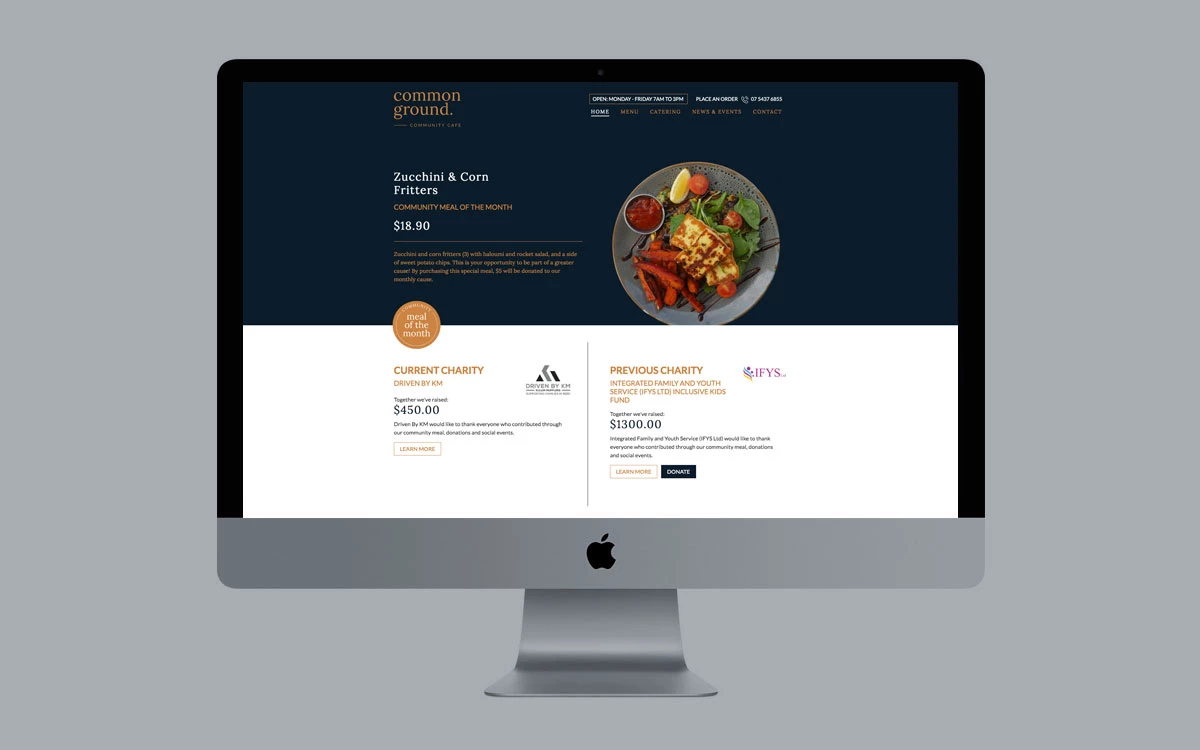 common
ground.
COMMUNITY CAFE
OPEN: MONDAY - FRIDAY 7AM TO 3PM PLACE AN ORDER 07 5437 6855
HOME MENU CATERING NEWS & EVENTS CONTACT
Zucchini & Corn
Fritters
COMMUNITY MEAL OF THE MONTH
$18.90
Zucchini and corn fritters (3) with haloumi and rocket salad, and a side
of sweet potato chips. This is your opportunity to be part of a greater
cause! By purchasing this special meal, $5 will be donated to our
monthly cause.
COMMUNITY
meal
of the
month
CURRENT CHARITY
DRIVEN BY KM
DRIVEN BY KM
SUPPORTING FAMILIES IN NEED
Together we've raised:
$450.00
Driven By KM would like to thank everyone who contributed through
our community meal, donations and social events.
LEARN MORE
PREVIOUS CHARITY
INTEGRATED FAMILY AND YOUTH
SERVICE (IFYS LTD) INCLUSIVE KIDS
FUND
IFYS Ltd
Together we've raised:
$1300.00
Integrated Family and Youth Service (IFYS Ltd) would like to thank
everyone who contributed through our community meal, donations
and social events.
LEARN MORE DONATE